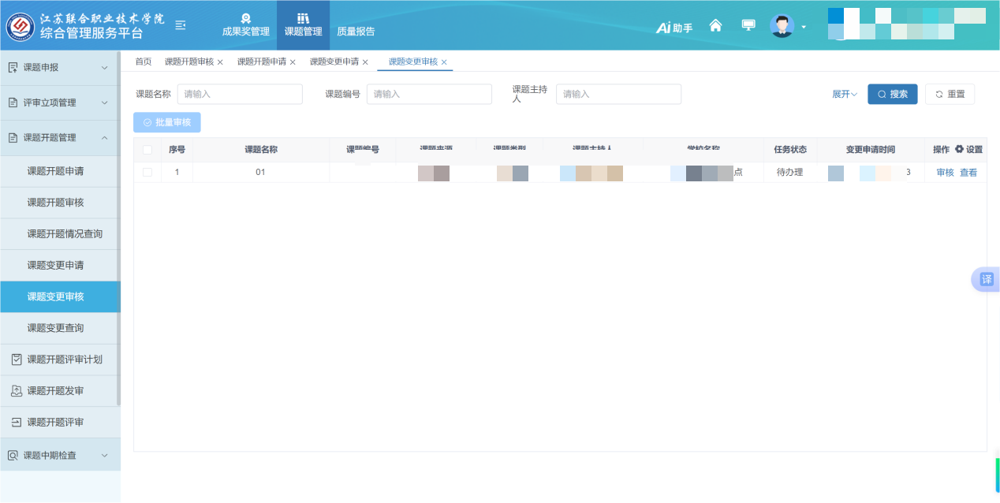 江苏联合职业技术学院
综合管理服务平台
成果奖管理
课题管理
质量报告
Ai助手
课题申报
评审立项管理
课题开题管理
课题开题申请
课题开题审核
课题开题情况查询
课题变更申请
课题变更审核
课题变更查询
课题开题评审计划
课题开题发审
课题开题评审
课题中期检查
首页 课题开题审核 课题开题申请 课题变更申请 课题变更审核
课题名称 请输入 课题编号 请输入 课题主持人 请输入 展开 搜索 重置
批量审核
序号 课题名称 课题编号 课题来源 课题类型 课题主持人 学校名称 任务状态 变更申请时间 操作 设置
1 01 点 待办理 3 审核 查看
译